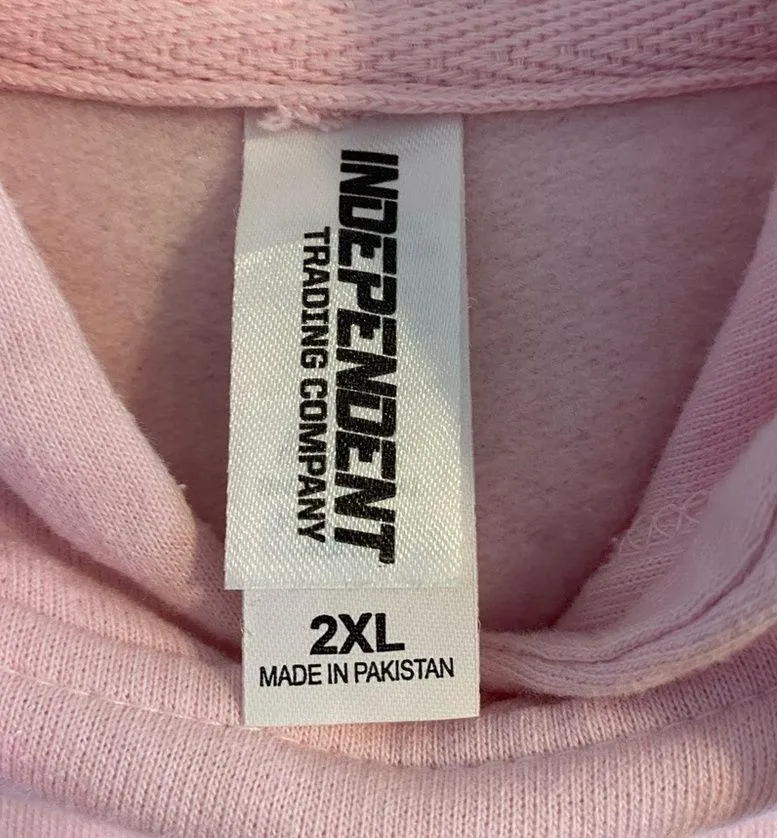 INDEPENDENT
TRADING COMPANY
2XL
MADE IN PAKISTAN